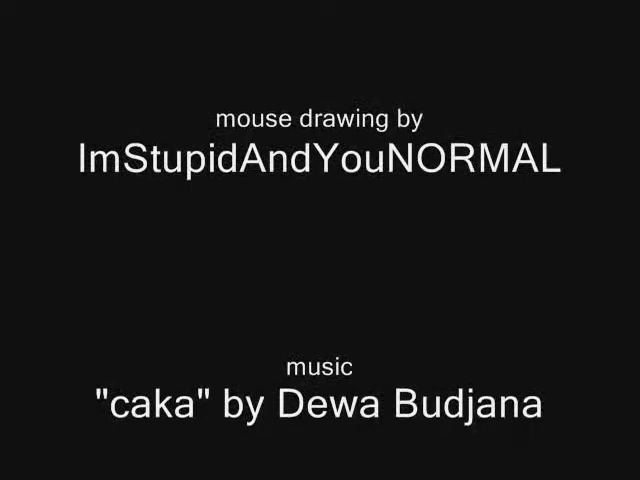 mouse drawing by
ImStupidAndYouNORMAL
music
"caka" by Dewa Budjana